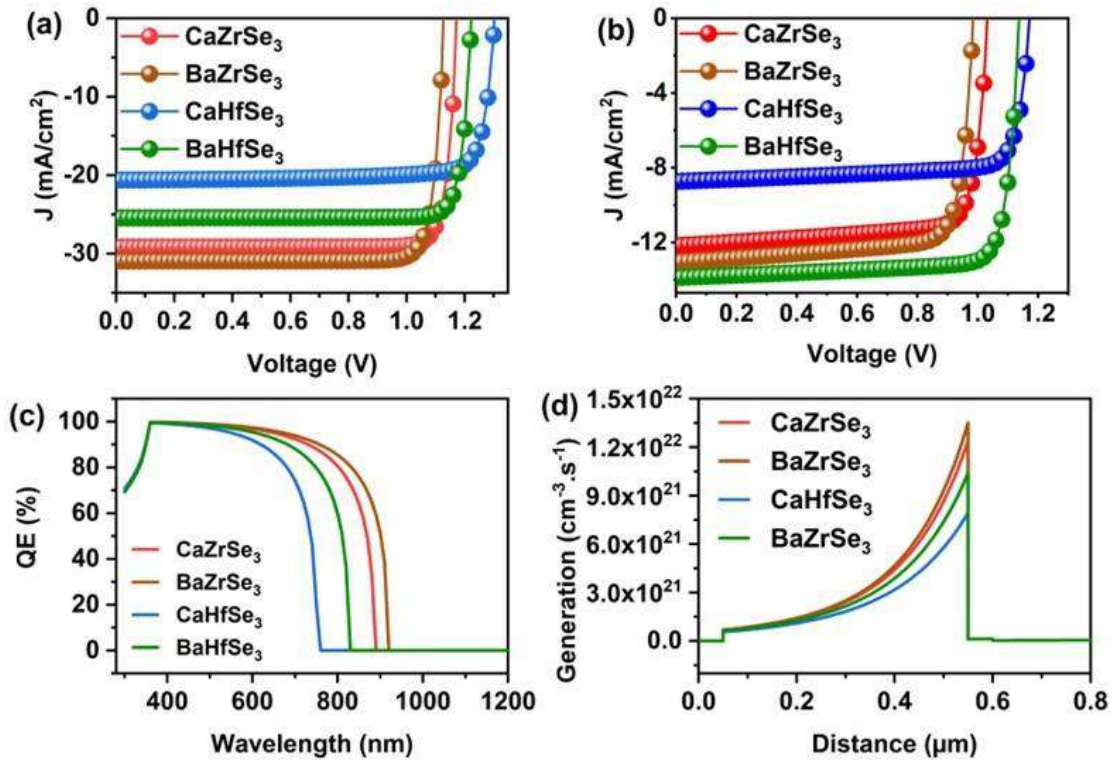 (a)
CaZrSe3
BaZrSe3
CaHfSe3
BaHfSe3
0
-10
-20
-30
J (mA/cm²)
0.0 0.2 0.4 0.6 0.8 1.0 1.2
Voltage (V)
(b)
CaZrSe3
BaZrSe3
CaHfSe3
BaHfSe3
0
-4
-8
-12
J (mA/cm²)
0.0 0.2 0.4 0.6 0.8 1.0 1.2
Voltage (V)
(c)
100
80
60
40
20
0
QE (%)
CaZrSe3
BaZrSe3
CaHfSe3
BaHfSe3
400 600 800 1000 1200
Wavelength (nm)
(d)
1.5x10²²
1.2x10²²
9.0x10²¹
6.0x10²¹
3.0x10²¹
0.0
Generation (cm⁻³.s⁻¹)
CaZrSe3
BaZrSe3
CaHfSe3
BaZrSe3
0.0 0.2 0.4 0.6 0.8
Distance (µm)